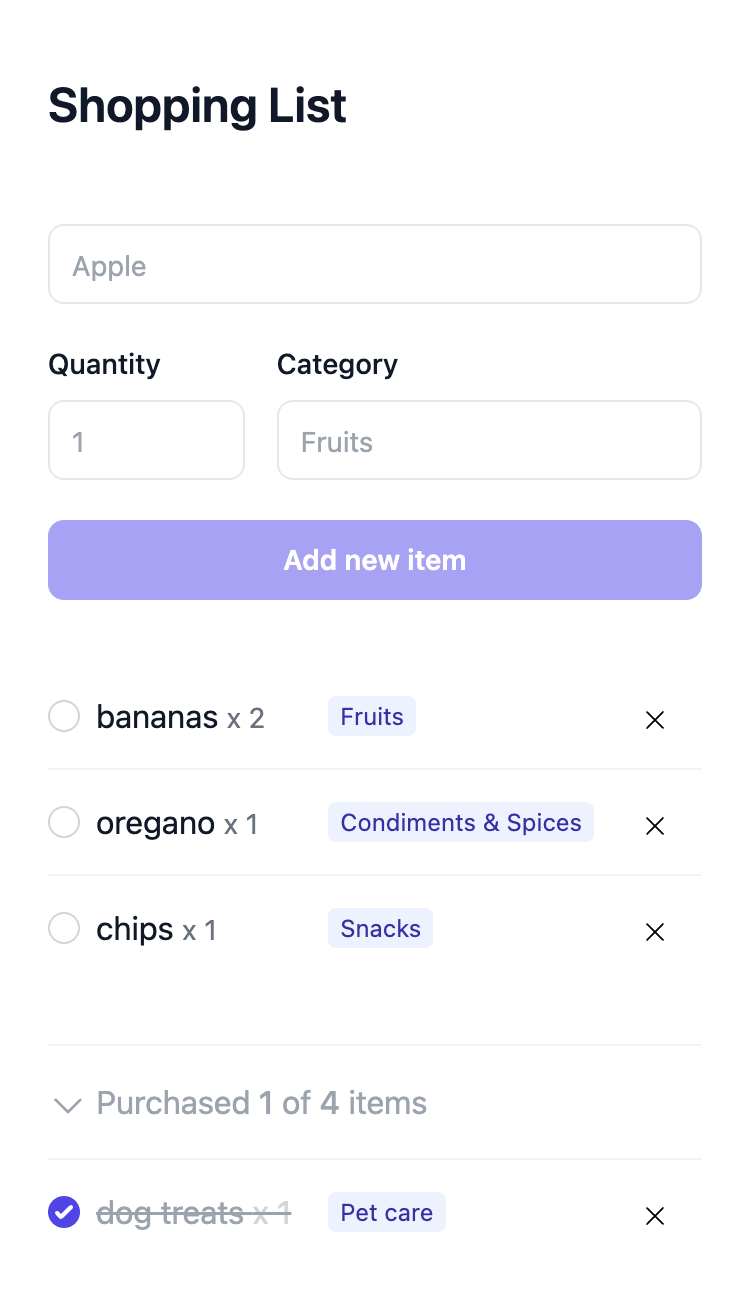 Shopping List
Apple
Quantity Category
1 Fruits
Add new item
bananas x 2 Fruits
oregano x 1 Condiments & Spices
chips x 1 Snacks
Purchased 1 of 4 items
dog treats x 1 Pet care